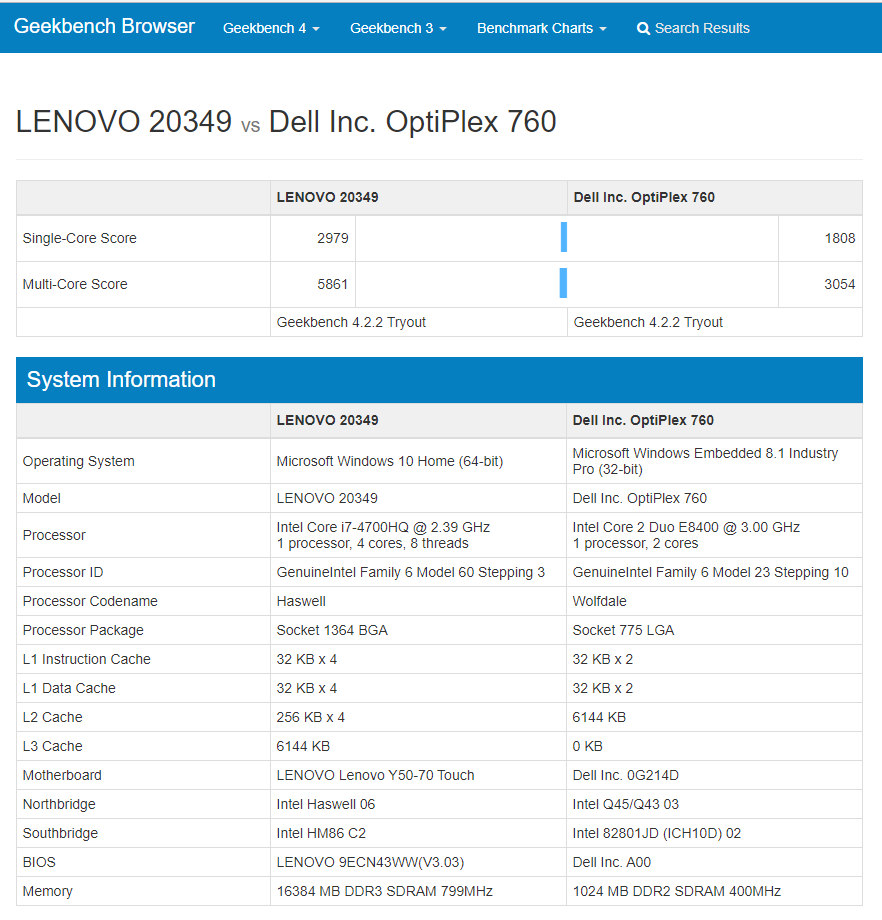 Geekbench Browser Geekbench 4 Geekbench 3 Benchmark Charts Search Results
LENOVO 20349 vs Dell Inc. OptiPlex 760
LENOVO 20349 Dell Inc. OptiPlex 760
Single-Core Score 2979 1808
Multi-Core Score 5861 3054
Geekbench 4.2.2 Tryout Geekbench 4.2.2 Tryout
System Information
LENOVO 20349 Dell Inc. OptiPlex 760
Operating System Microsoft Windows 10 Home (64-bit) Microsoft Windows Embedded 8.1 Industry
Pro (32-bit)
Model LENOVO 20349 Dell Inc. OptiPlex 760
Processor Intel Core i7-4700HQ @ 2.39 GHz Intel Core 2 Duo E8400 @ 3.00 GHz
1 processor, 4 cores, 8 threads 1 processor, 2 cores
Processor ID GenuineIntel Family 6 Model 60 Stepping 3 GenuineIntel Family 6 Model 23 Stepping 10
Processor Codename Haswell Wolfdale
Processor Package Socket 1364 BGA Socket 775 LGA
L1 Instruction Cache 32 KB x 4 32 KB x 2
L1 Data Cache 32 KB x 4 32 KB x 2
L2 Cache 256 KB x 4 6144 KB
L3 Cache 6144 KB 0 KB
Motherboard LENOVO Lenovo Y50-70 Touch Dell Inc. 0G214D
Northbridge Intel Haswell 06 Intel Q45/Q43 03
Southbridge Intel HM86 C2 Intel 82801JD (ICH10D) 02
BIOS LENOVO 9ECN43WW(V3.03) Dell Inc. A00
Memory 16384 MB DDR3 SDRAM 799MHz 1024 MB DDR2 SDRAM 400MHz